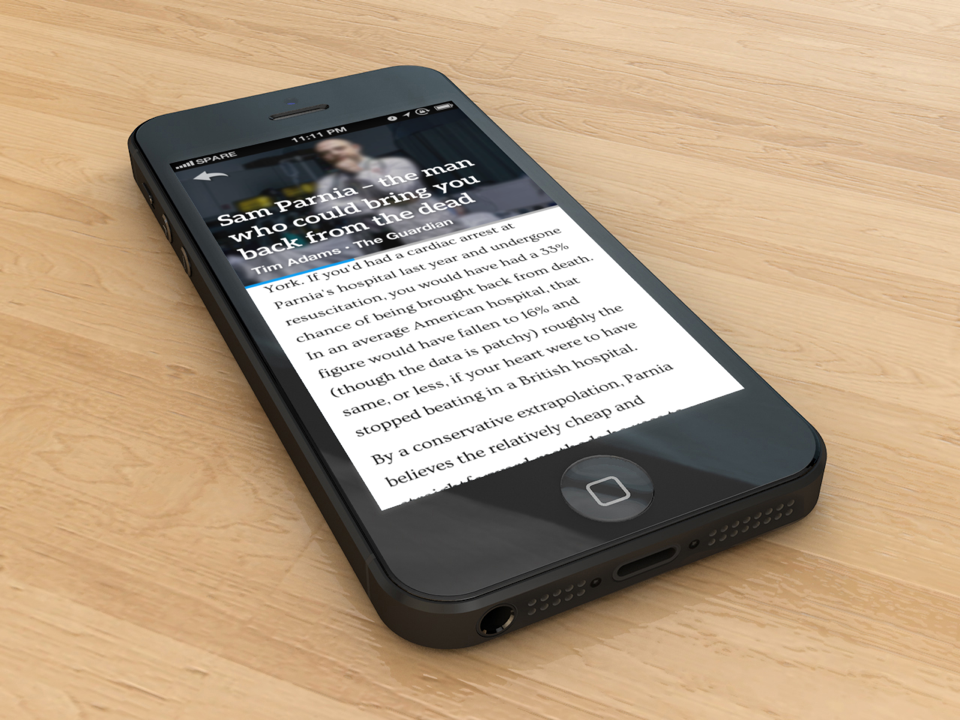 SPARE 11:11 PM
Sam Parnia – the man
who could bring you
back from the dead
Tim Adams · The Guardian
York. If you'd had a cardiac arrest at
Parnia's hospital last year and undergone
resuscitation, you would have had a 33%
chance of being brought back from death.
In an average American hospital, that
figure would have fallen to 16% and
(though the data is patchy) roughly the
same, or less, if your heart were to have
stopped beating in a British hospital.
By a conservative extrapolation, Parnia
believes the relatively cheap and